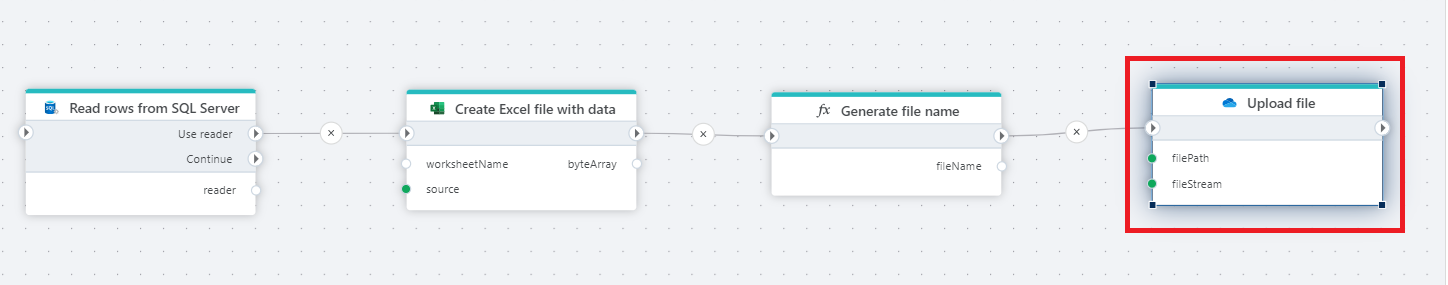 SQL Read rows from SQL Server
Use reader
Continue
reader
Create Excel file with data
worksheetName byteArray
source
fx Generate file name
fileName
Upload file
filePath
fileStream